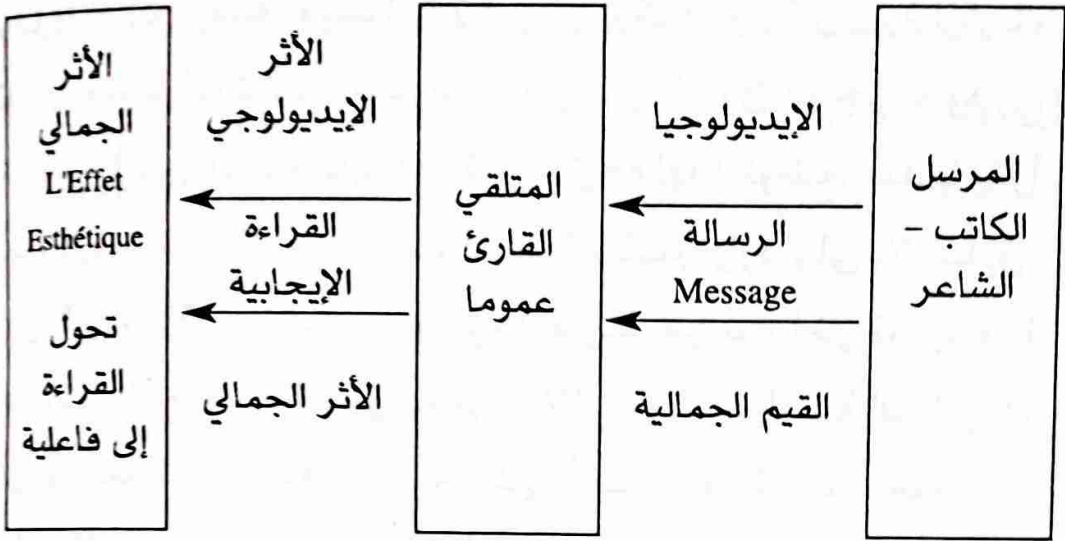 المرسل
الكاتب –
الشاعر
الإيديولوجيا
الرسالة
Message
القيم الجمالية
المتلقي
القارئ
عموما
الأثر
الإيديولوجي
القراءة
الإيجابية
الأثر الجمالي
الأثر
الجمالي
L'Effet
Esthétique
تحول
القراءة
إلى فاعلية